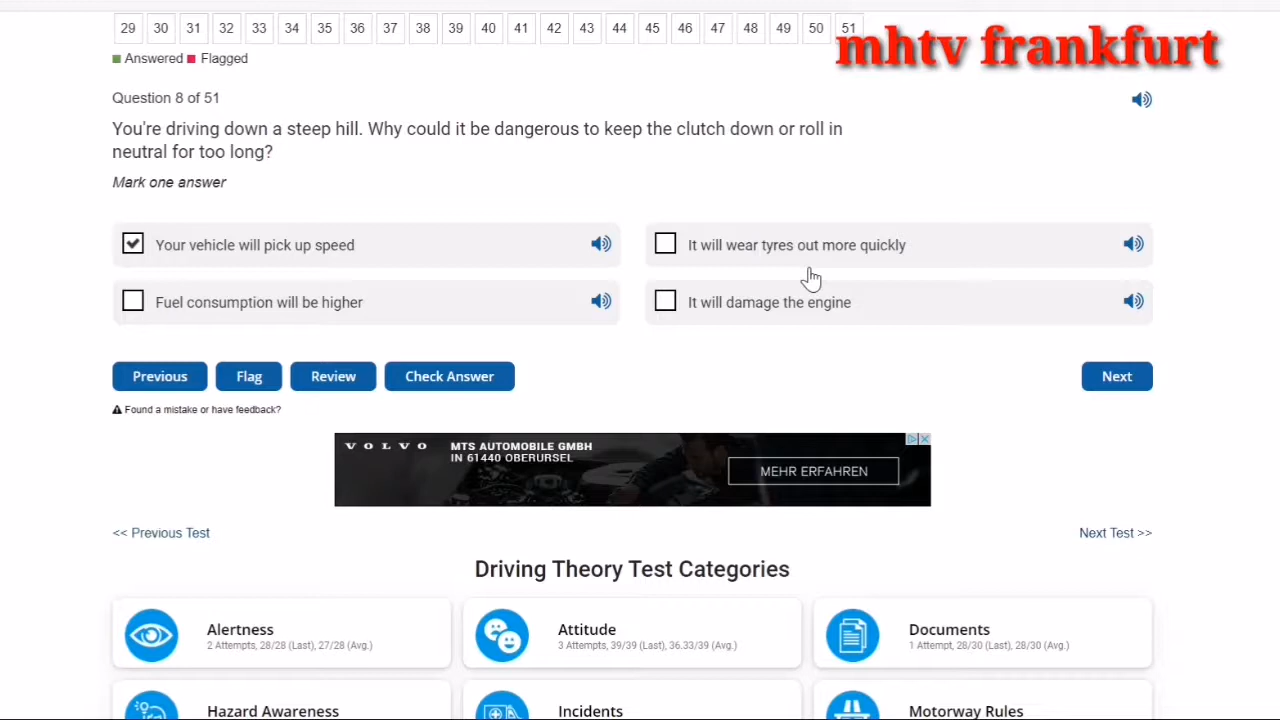 29 30 31 32 33 34 35 36 37 38 39 40 41 42 43 44 45 46 47 48 49 50 51
mhtv frankfurt
Answered Flagged
Question 8 of 51
You're driving down a steep hill. Why could it be dangerous to keep the clutch down or roll in
neutral for too long?
Mark one answer
Your vehicle will pick up speed
It will wear tyres out more quickly
Fuel consumption will be higher
It will damage the engine
Previous Flag Review Check Answer Next
Found a mistake or have feedback?
VOLVO
MTS AUTOMOBILE GMBH
IN 61440 OBERURSEL
MEHR ERFAHREN
<< Previous Test
Next Test >>
Driving Theory Test Categories
Alertness
2 Attempts, 28/28 (Last), 27/28 (Avg.)
Attitude
3 Attempts, 39/39 (Last), 36.33/39 (Avg.)
Documents
1 Attempt, 28/30 (Last), 28/30 (Avg.)
Hazard Awareness
Incidents
Motorway Rules